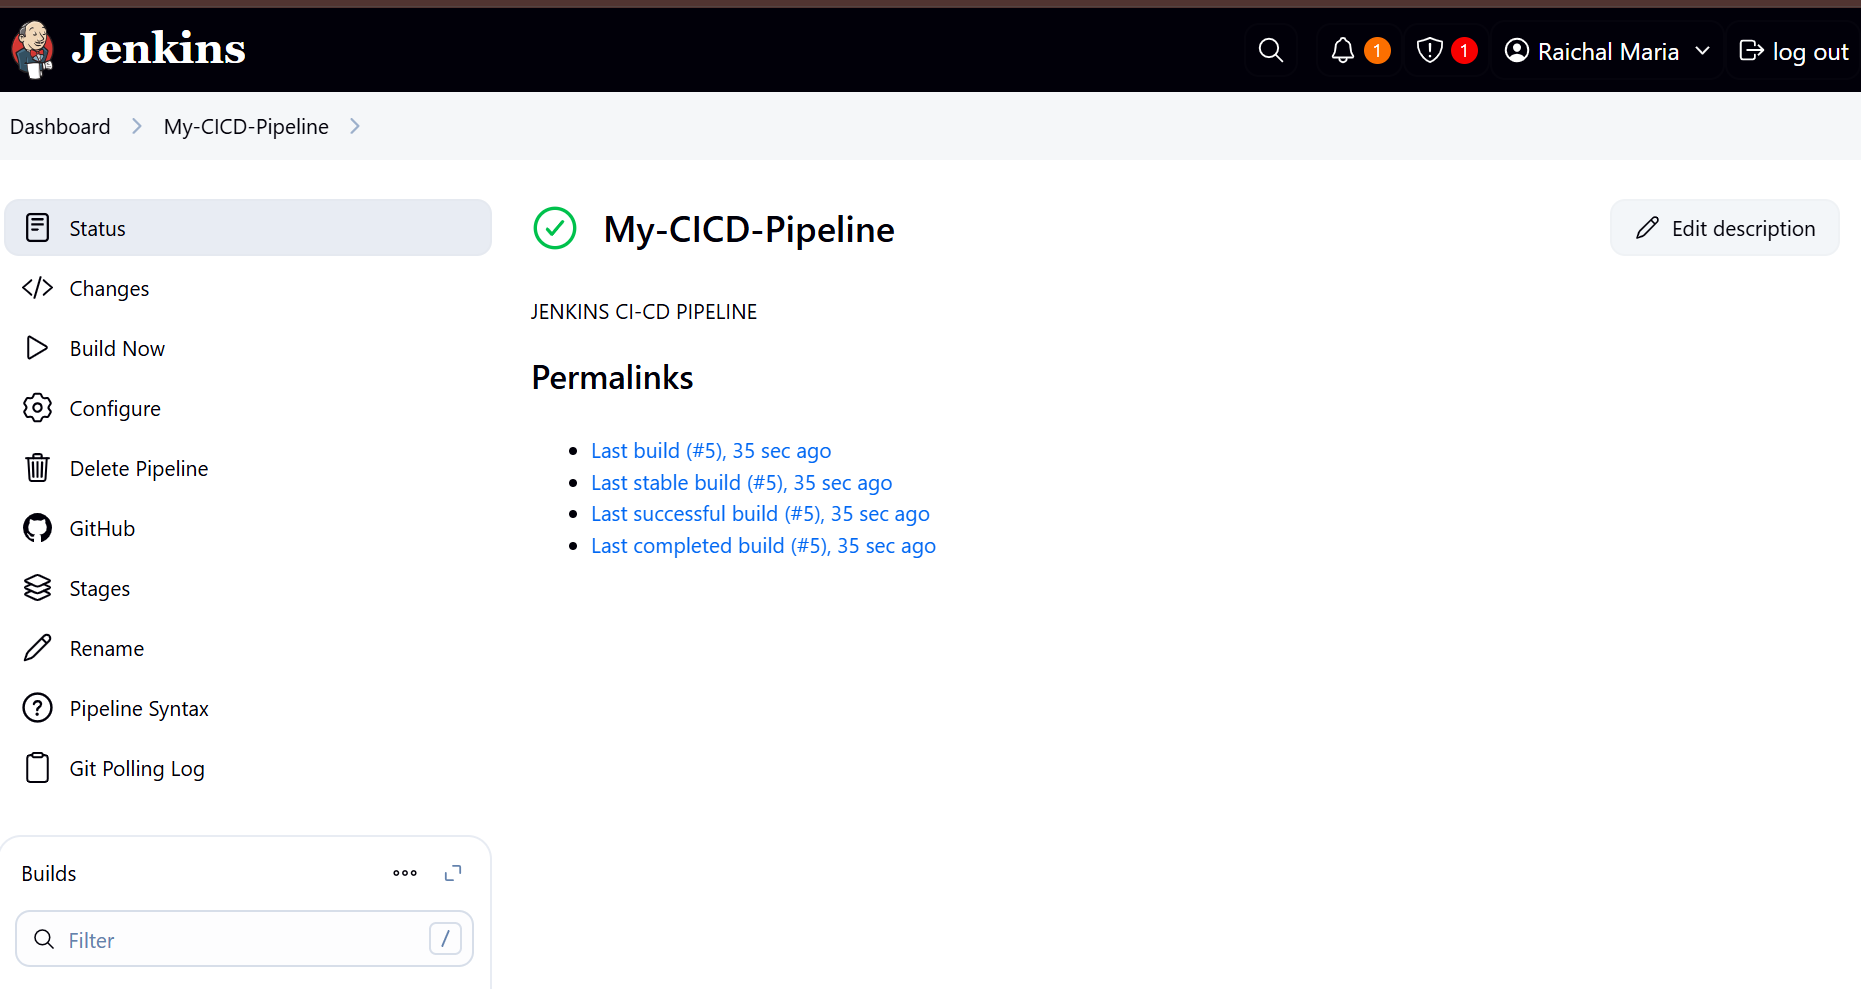 Jenkins
1
1
Raichal Maria
log out
Dashboard
My-CICD-Pipeline
Status
Changes
Build Now
Configure
Delete Pipeline
GitHub
Stages
Rename
Pipeline Syntax
Git Polling Log
Builds
Filter
/
My-CICD-Pipeline
Edit description
JENKINS CI-CD PIPELINE
Permalinks
Last build (#5), 35 sec ago
Last stable build (#5), 35 sec ago
Last successful build (#5), 35 sec ago
Last completed build (#5), 35 sec ago